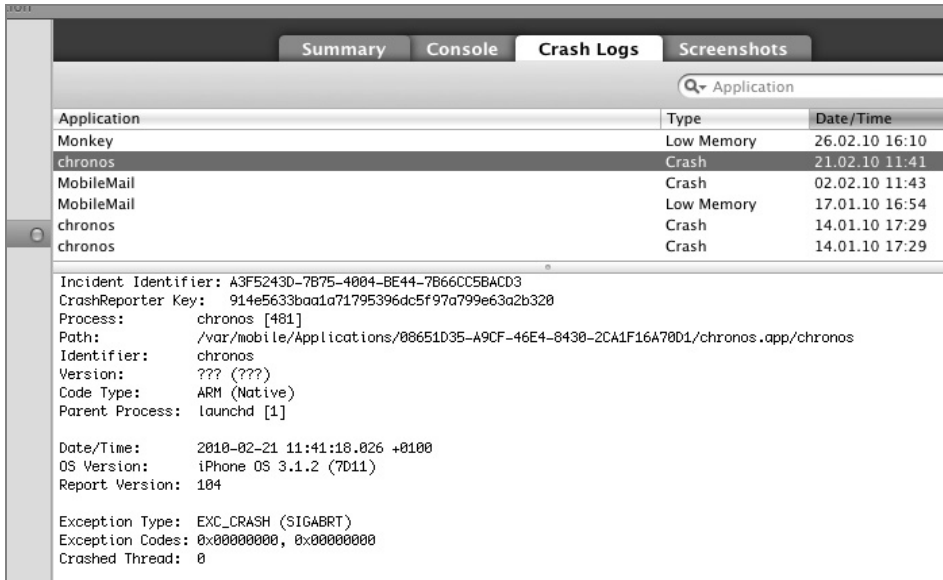 Summary Console Crash Logs Screenshots
Application
Application Type Date/Time
Monkey Low Memory 26.02.10 16:10
chronos Crash 21.02.10 11:41
MobileMail Crash 02.02.10 11:43
MobileMail Low Memory 17.01.10 16:54
chronos Crash 14.01.10 17:29
chronos Crash 14.01.10 17:29
Incident Identifier: A3F5243D-7B75-4004-BE44-7B66CC5BACD3
CrashReporter Key: 914e5633baa1a71795396dc5f97a799e63a2b320
Process: chronos [481]
Path: /var/mobile/Applications/08651D35-A9CF-46E4-8430-2CA1F16A70D1/chronos.app/chronos
Identifier: chronos
Version: ??? (???)
Code Type: ARM (Native)
Parent Process: launchd [1]
Date/Time: 2010-02-21 11:41:18.026 +0100
OS Version: iPhone OS 3.1.2 (7D11)
Report Version: 104
Exception Type: EXC_CRASH (SIGABRT)
Exception Codes: 0x00000000, 0x00000000
Crashed Thread: 0